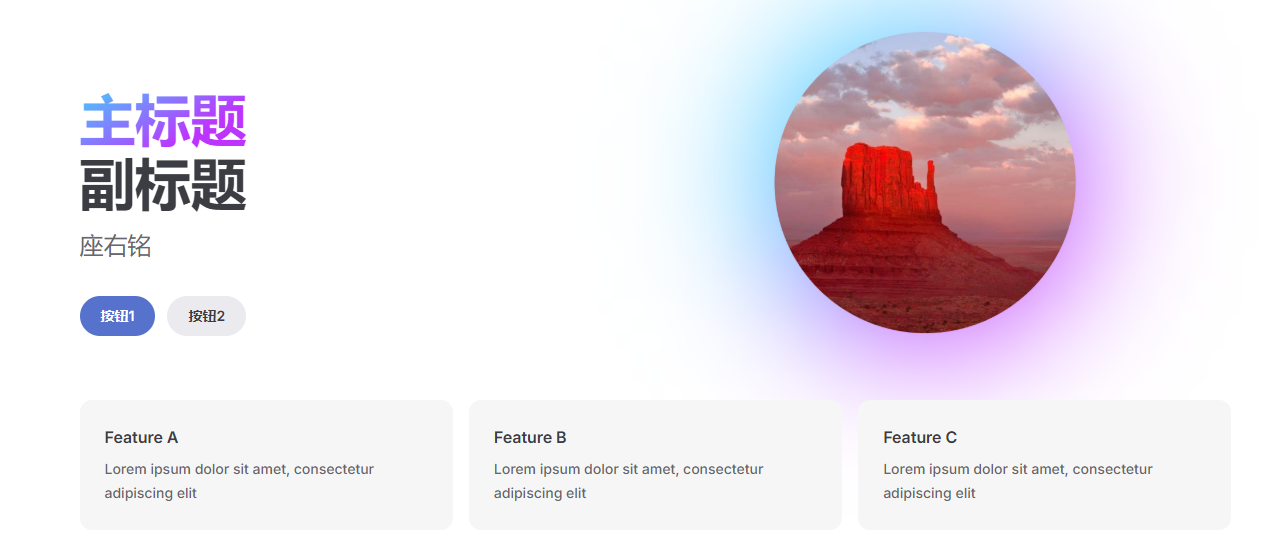 主标题
副标题
座右铭
按钮1
按钮2
Feature A
Lorem ipsum dolor sit amet, consectetur
adipiscing elit
Feature B
Lorem ipsum dolor sit amet, consectetur
adipiscing elit
Feature C
Lorem ipsum dolor sit amet, consectetur
adipiscing elit